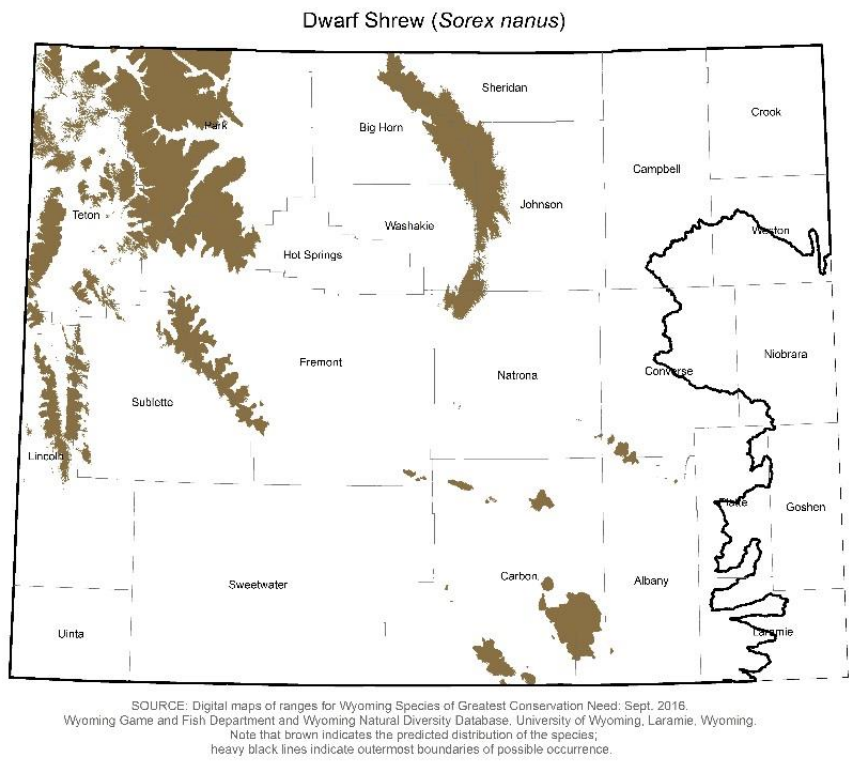 Dwarf Shrew (Sorex nanus)
Sheridan
Crook
Park
Big Horn
Campbell
Johnson
Teton
Washakie
Weston
Hot Springs
Niobrara
Fremont
Converse
Natrona
Sublette
Lincoln
Platte
Goshen
Carbon
Albany
Sweetwater
Uinta
Laramie
SOURCE: Digital maps of ranges for Wyoming Species of Greatest Conservation Need: Sept, 2016.
Wyoming Game and Fish Department and Wyoming Natural Diversity Database, University of Wyoming, Laramie, Wyoming.
Note that brown indicates the predicted distribution of the species;
heavy black lines indicate outermost boundaries of possible occurrence.